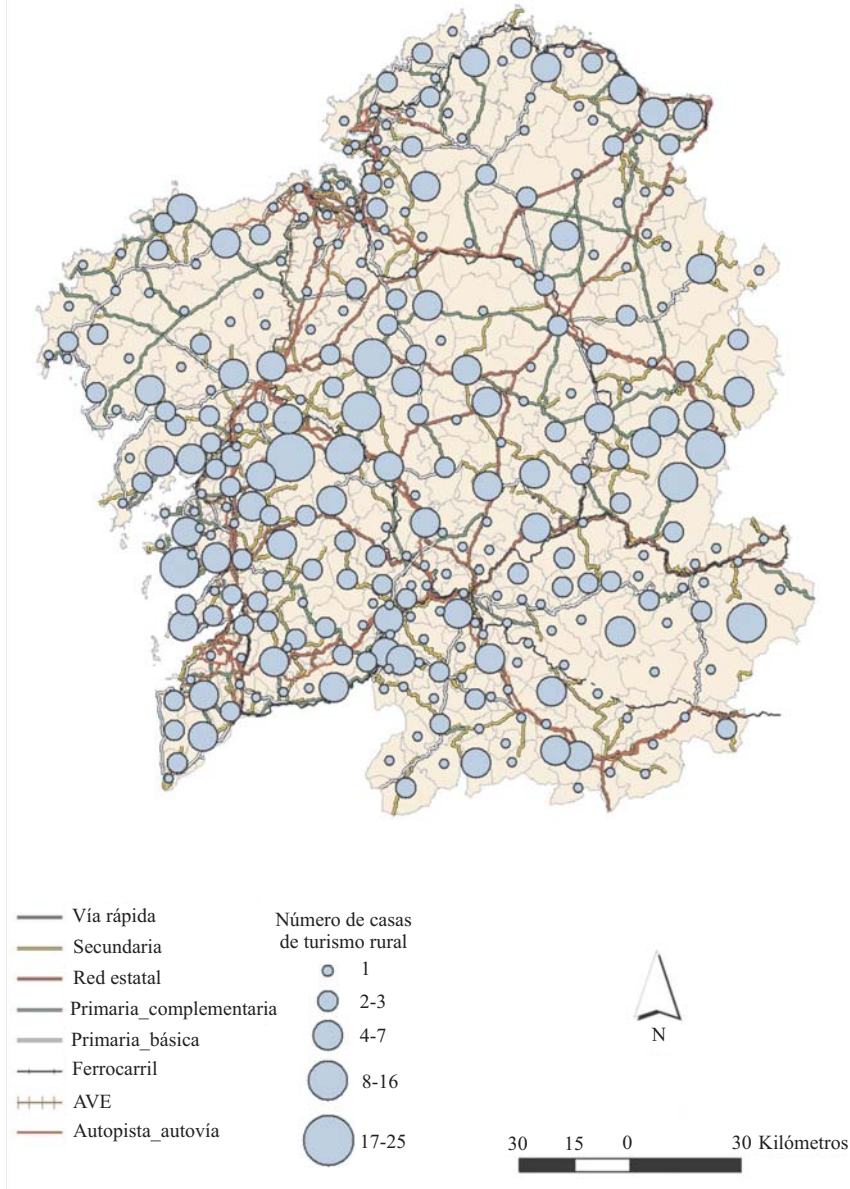 Vía rápida
Secundaria
Red estatal
Primaria_complementaria
Primaria_básica
Ferrocarril
AVE
Autopista_autovía
Número de casas
de turismo rural
1
2-3
4-7
8-16
17-25
N
30 15 0 30 Kilómetros